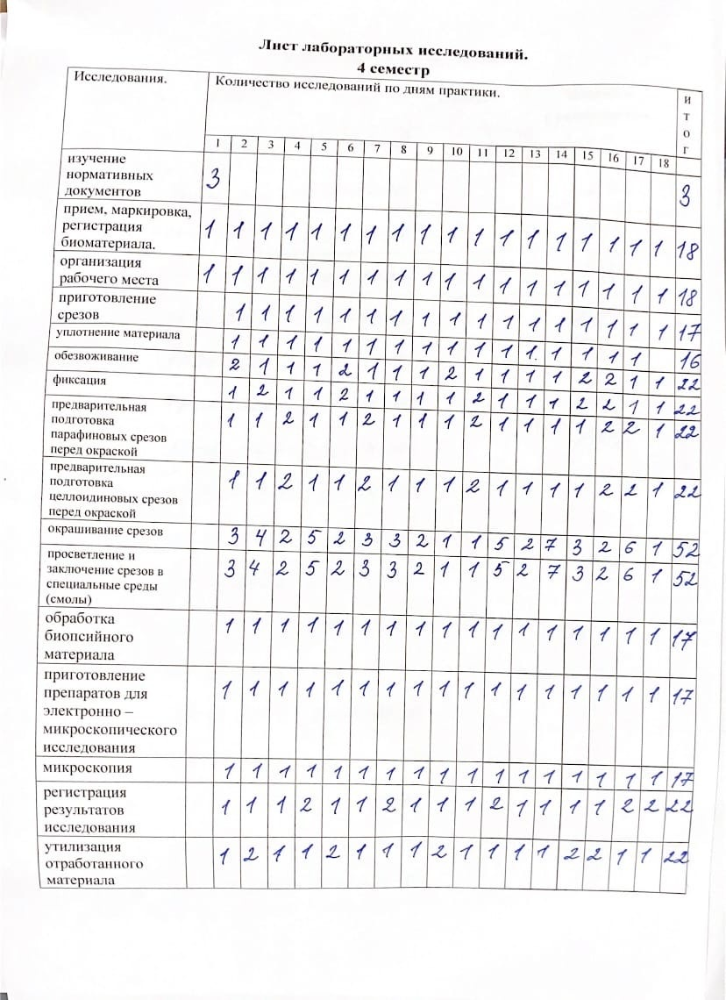 Лист лабораторных исследований.
4 семестр
Исследования. Количество исследований по дням практики. И Т О Г
1 2 3 4 5 6 7 8 9 10 11 12 13 14 15 16 17 18
изучение
нормативных
документов 3 3
прием, маркировка,
регистрация
биоматериала. 1 1 1 1 1 1 1 1 1 1 1 1 1 1 1 1 1 1 18
организация
рабочего места 1 1 1 1 1 1 1 1 1 1 1 1 1 1 1 1 1 1 18
приготовление
срезов 1 1 1 1 1 1 1 1 1 1 1 1 1 1 1 1 1 17
уплотнение материала 1 1 1 1 1 1 1 1 1 1 1 1. 1 1 1 1 16
обезвоживание 2 1 1 1 2 1 1 1 2 1 1 1 1 2 2 1 1 22
фиксация 1 2 1 1 2 1 1 1 1 2 1 1 1 2 2 1 1 22
предварительная
подготовка
парафиновых срезов
перед окраской 1 1 2 1 1 2 1 1 1 2 1 1 1 1 2 2 1 22
предварительная
подготовка
целлоидиновых срезов
перед окраской 1 1 2 1 1 2 1 1 1 2 1 1 1 1 2 2 1 22
окрашивание срезов 3 4 2 5 2 3 3 2 1 1 5 2 7 3 2 6 1 52
просветление и
заключение срезов в
специальные среды
(смолы) 3 4 2 5 2 3 3 2 1 1 5 2 7 3 2 6 1 52
обработка
биопсийного
материала 1 1 1 1 1 1 1 1 1 1 1 1 1 1 1 1 1 17
приготовление
препаратов для
электронно –
микроскопического
исследования 1 1 1 1 1 1 1 1 1 1 1 1 1 1 1 1 1 17
микроскопия 1 1 1 1 1 1 1 1 1 1 1 1 1 1 1 1 1 17
регистрация
результатов
исследования 1 1 1 2 1 1 2 1 1 1 2 1 1 1 1 2 2 22
утилизация
отработанного
материала 1 2 1 1 2 1 1 1 2 1 1 1 1 2 2 1 1 22